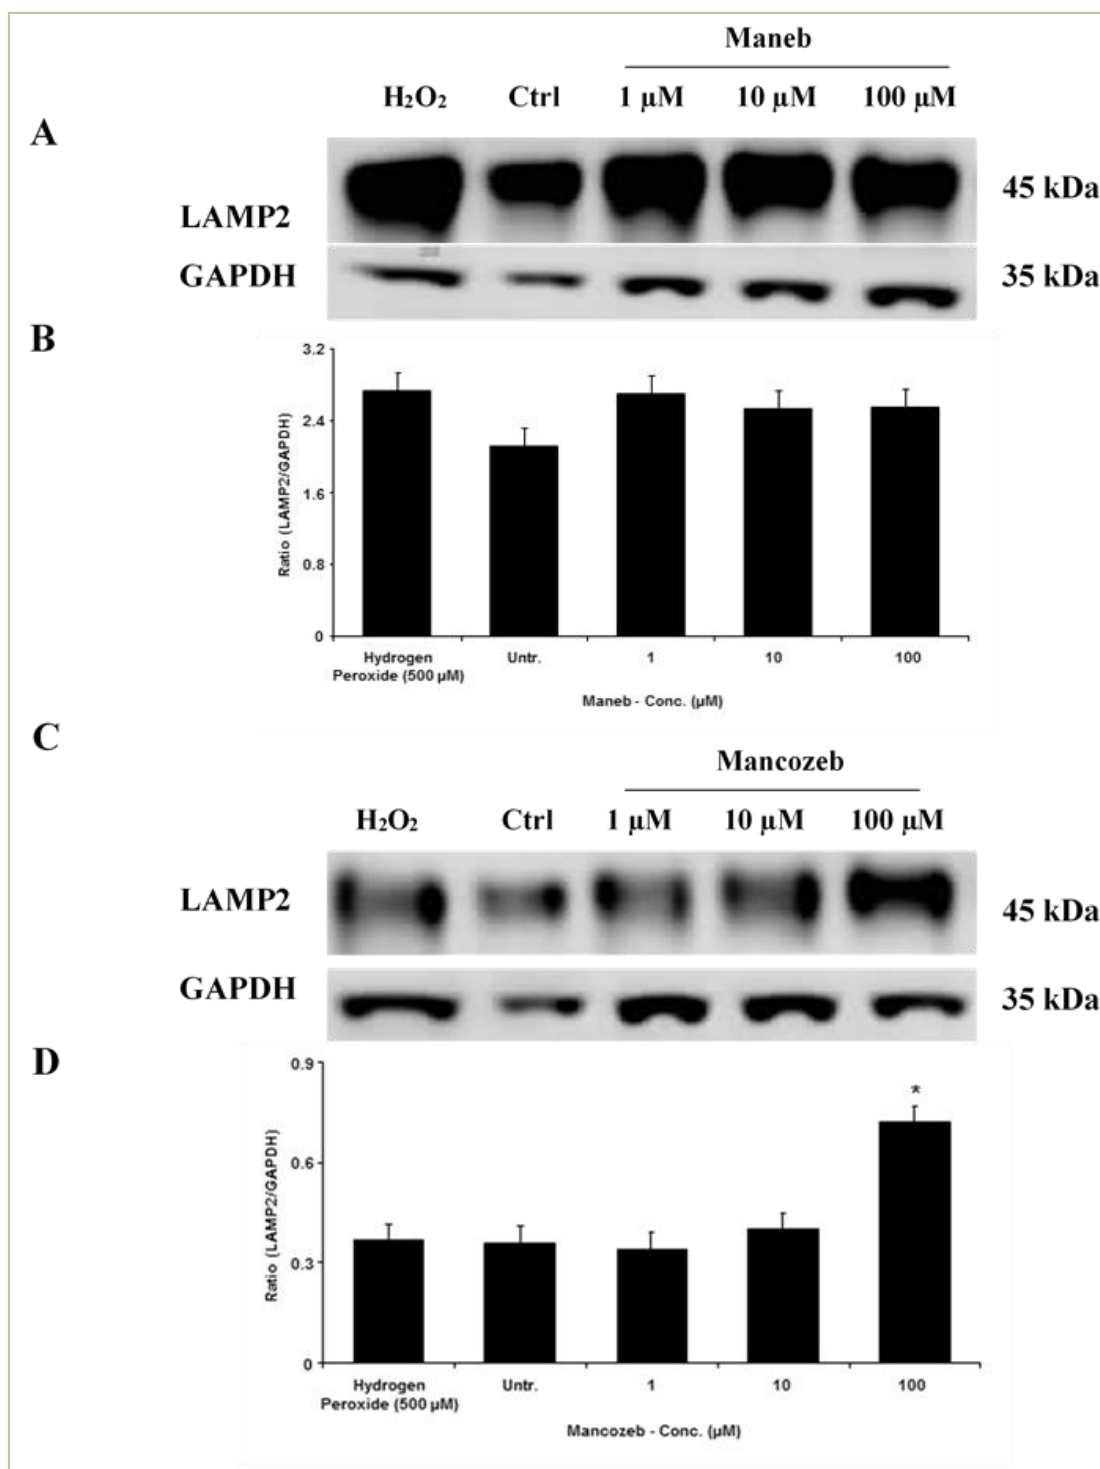 Maneb
H₂O₂ Ctrl 1 µM 10 µM 100 µM
A
LAMP2 45 kDa
GAPDH 35 kDa
B
3.2
2.4
1.6
0.8
0
Ratio (LAMP2/GAPDH)
Hydrogen Untr. 1 10 100
Peroxide (500 µM)
Maneb - Conc. (µM)
C
Mancozeb
H₂O₂ Ctrl 1 µM 10 µM 100 µM
LAMP2 45 kDa
GAPDH 35 kDa
D
0.9
0.6
0.3
0
Ratio (LAMP2/GAPDH)
*
Hydrogen Untr. 1 10 100
Peroxide (500 µM)
Mancozeb - Conc. (µM)